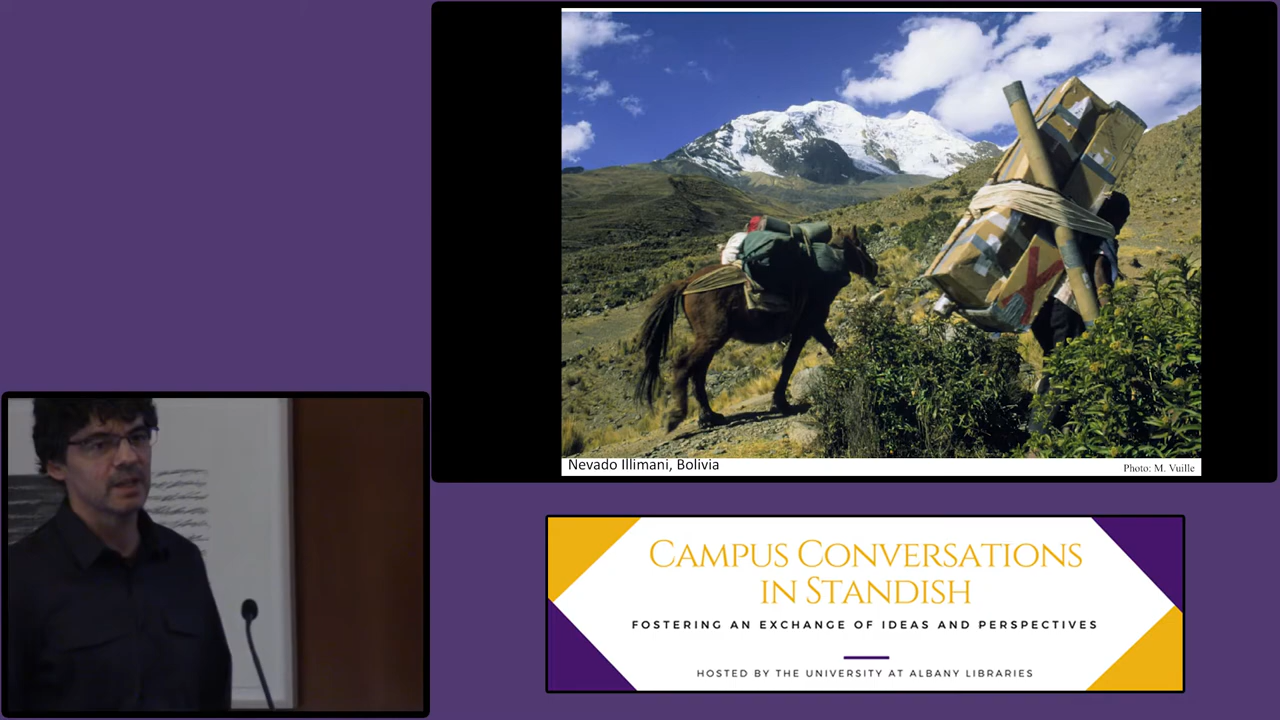 Nevado Illimani, Bolivia
Photo: M. Vuille
X
CAMPUS CONVERSATIONS
IN STANDISH
FOSTERING AN EXCHANGE OF IDEAS AND PERSPECTIVES
HOSTED BY THE UNIVERSITY AT ALBANY LIBRARIES